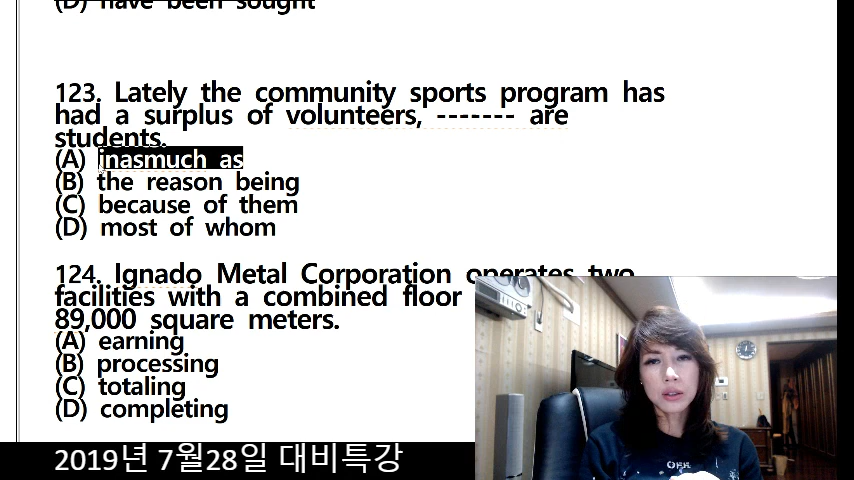 (D) have been sought
123. Lately the community sports program has
had a surplus of volunteers, ------- are
students.
(A) inasmuch as
(B) the reason being
(C) because of them
(D) most of whom
124. Ignado Metal Corporation operates two
facilities with a combined floor
89,000 square meters.
(A) earning
(B) processing
(C) totaling
(D) completing
2019년 7월28일 대비특강